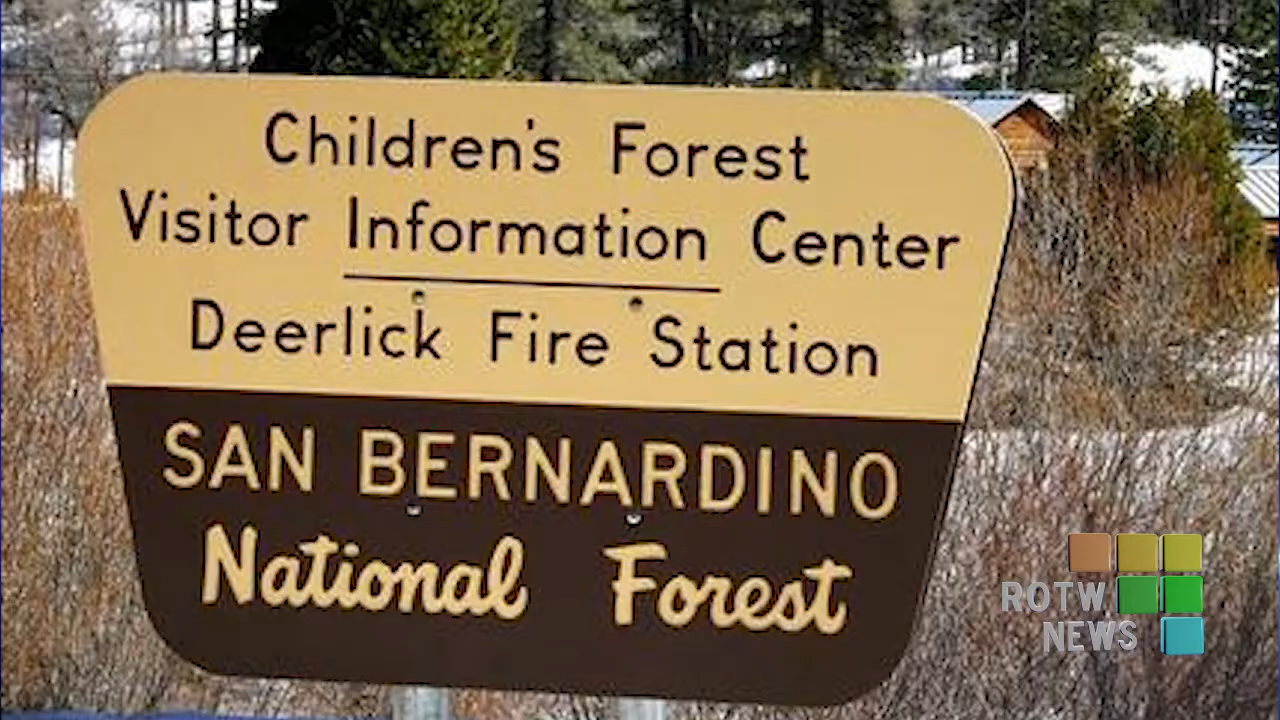 Children's Forest
Visitor Information Center
Deerlick Fire Station
SAN BERNARDINO
National Forest
ROTW
NEWS